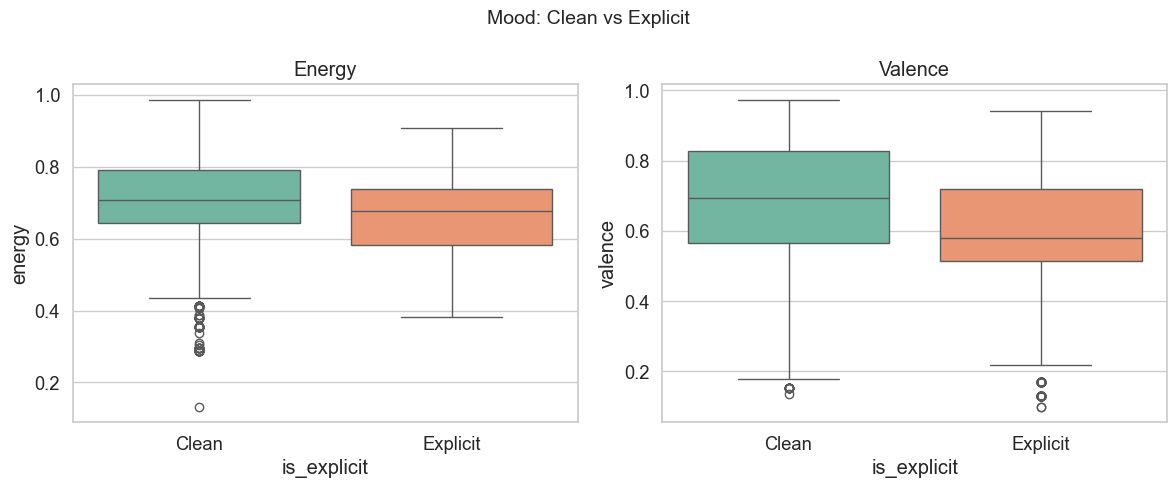 Mood: Clean vs Explicit
Energy
1.0
0.8
0.6
0.4
0.2
energy
Clean
Explicit
is_explicit
Valence
1.0
0.8
0.6
0.4
0.2
valence
Clean
Explicit
is_explicit